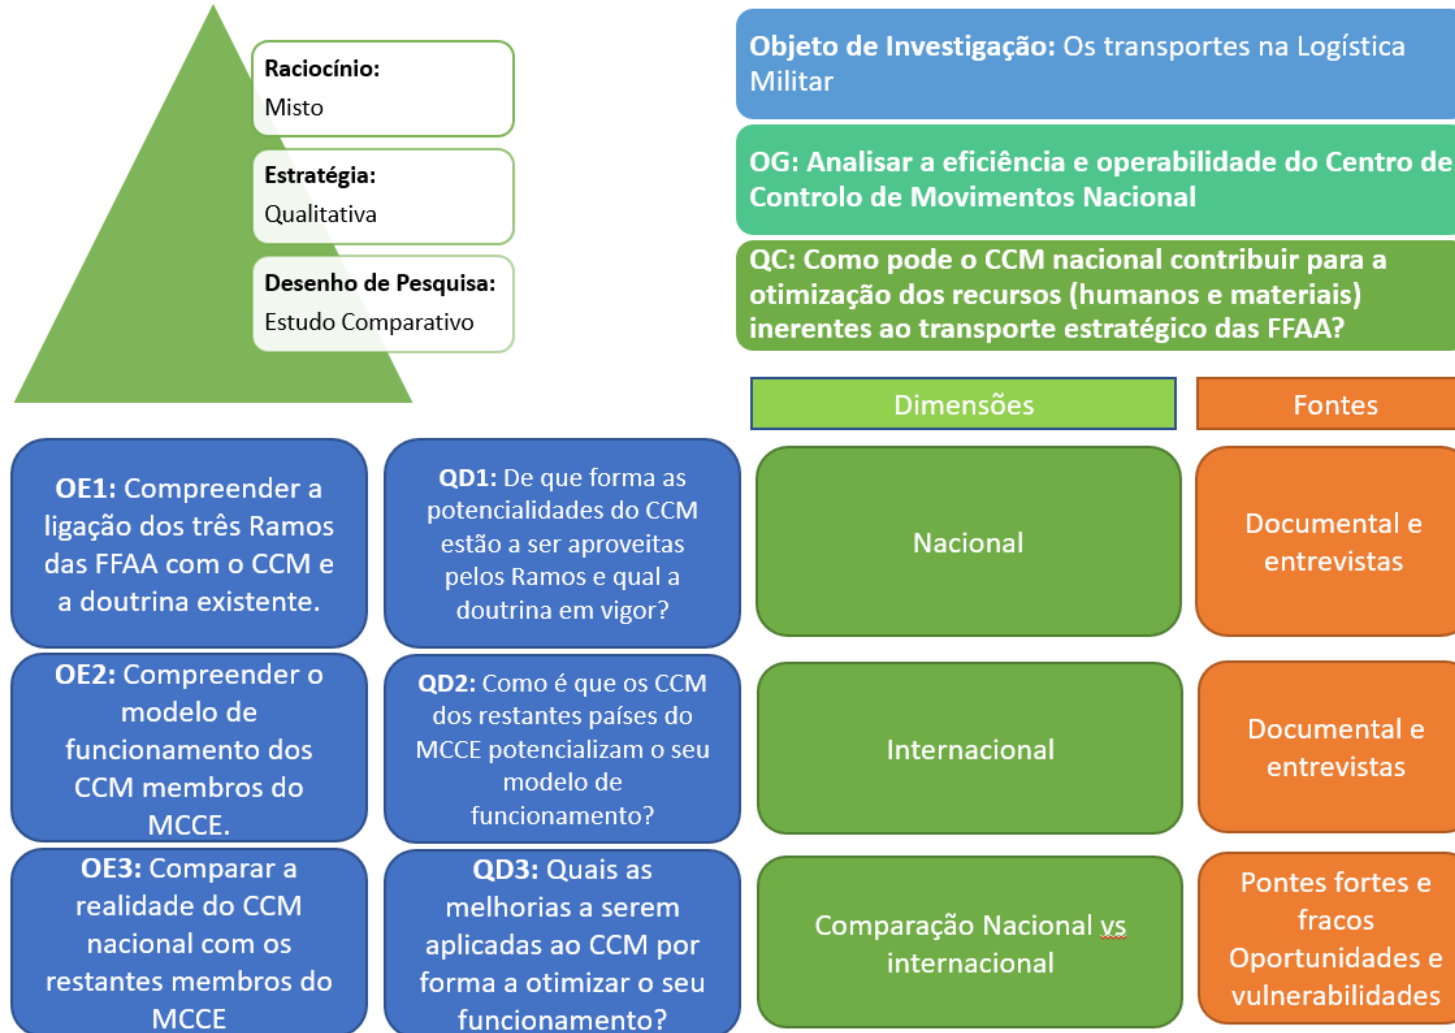 Raciocínio:
Misto
Estratégia:
Qualitativa
Desenho de Pesquisa:
Estudo Comparativo
Objeto de Investigação: Os transportes na Logística
Militar
OG: Analisar a eficiência e operabilidade do Centro de
Controlo de Movimentos Nacional
QC: Como pode o CCM nacional contribuir para a
otimização dos recursos (humanos e materiais)
inerentes ao transporte estratégico das FFAA?
Dimensões
Fontes
OE1: Compreender a
ligação dos três Ramos
das FFAA com o CCM e
a doutrina existente.
QD1: De que forma as
potencialidades do CCM
estão a ser aproveitas
pelos Ramos e qual a
doutrina em vigor?
Nacional
Documental e
entrevistas
OE2: Compreender o
modelo de
funcionamento dos
CCM membros do
MCCE.
QD2: Como é que os CCM
dos restantes países do
MCCE potencializam o seu
modelo de
funcionamento?
Internacional
Documental e
entrevistas
OE3: Comparar a
realidade do CCM
nacional com os
restantes membros do
MCCE
QD3: Quais as
melhorias a serem
aplicadas ao CCM por
forma a otimizar o seu
funcionamento?
Comparação Nacional vs
internacional
Pontes fortes e
fracos
Oportunidades e
vulnerabilidades